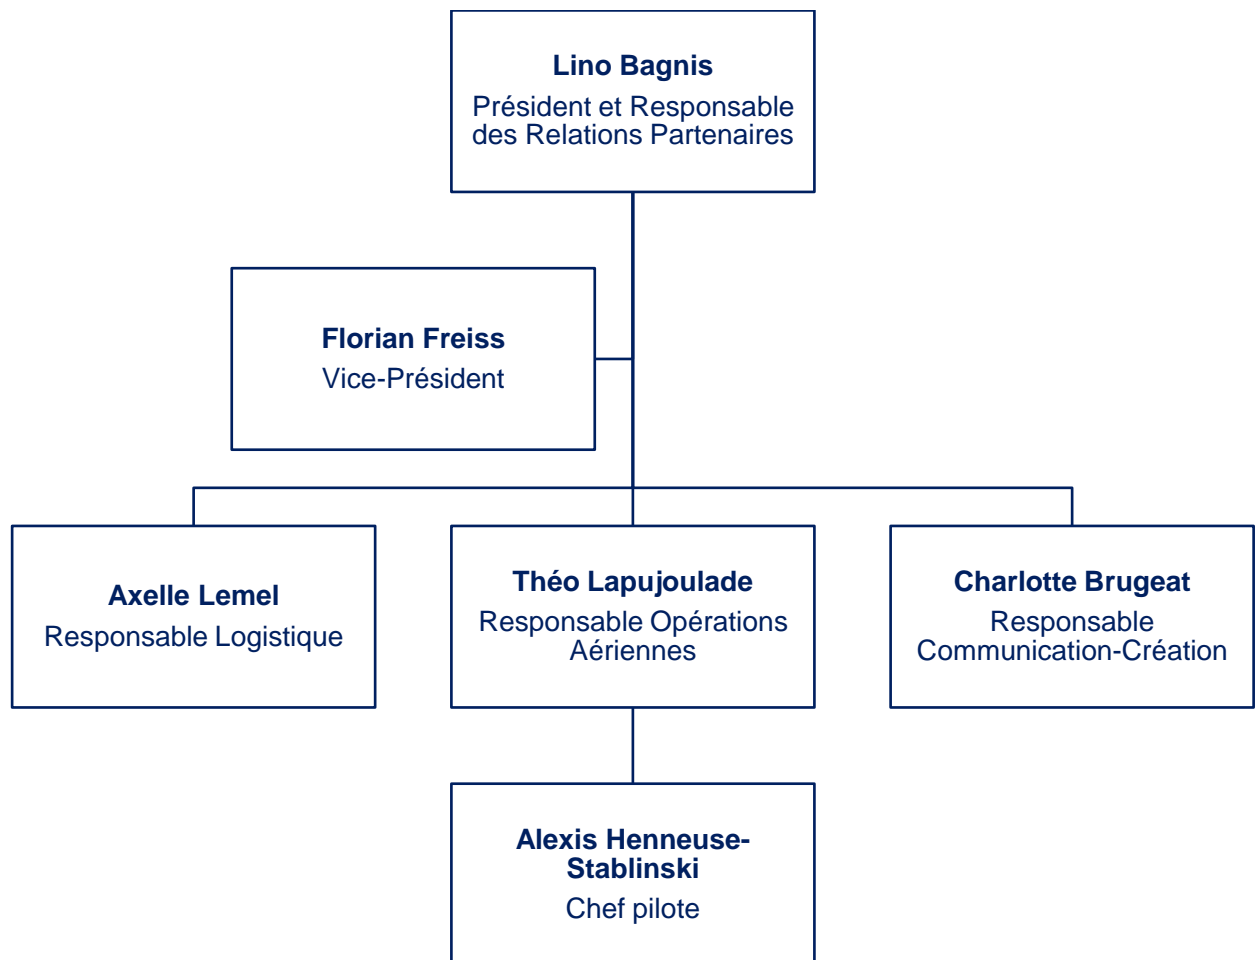 Lino Bagnis
Président et Responsable
des Relations Partenaires
Florian Freiss
Vice-Président
Axelle Lemel
Responsable Logistique
Théo Lapujoulade
Responsable Opérations
Aériennes
Charlotte Brugeat
Responsable
Communication-Création
Alexis Henneuse-
Stablinski
Chef pilote